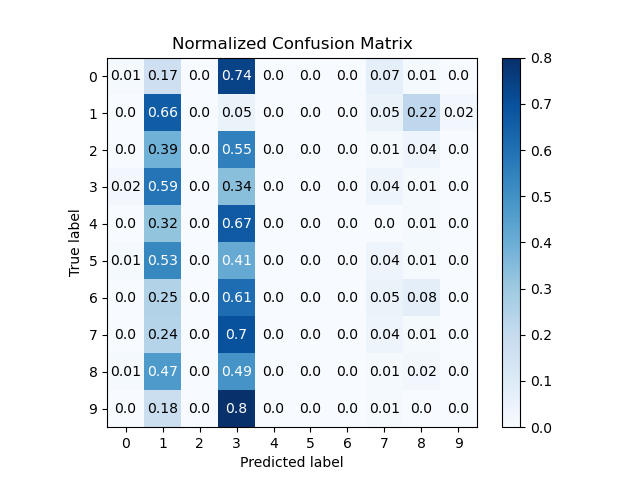 Normalized Confusion Matrix
0 0.01 0.17 0.0 0.74 0.0 0.0 0.0 0.07 0.01 0.0
1 0.0 0.66 0.0 0.05 0.0 0.0 0.0 0.05 0.22 0.02
2 0.0 0.39 0.0 0.55 0.0 0.0 0.0 0.01 0.04 0.0
3 0.02 0.59 0.0 0.34 0.0 0.0 0.0 0.04 0.01 0.0
4 0.0 0.32 0.0 0.67 0.0 0.0 0.0 0.0 0.01 0.0
5 0.01 0.53 0.0 0.41 0.0 0.0 0.0 0.04 0.01 0.0
6 0.0 0.25 0.0 0.61 0.0 0.0 0.0 0.05 0.08 0.0
7 0.0 0.24 0.0 0.7 0.0 0.0 0.0 0.04 0.01 0.0
8 0.01 0.47 0.0 0.49 0.0 0.0 0.0 0.01 0.02 0.0
9 0.0 0.18 0.0 0.8 0.0 0.0 0.0 0.01 0.0 0.0
0 1 2 3 4 5 6 7 8 9
Predicted label
True label
0.8
0.7
0.6
0.5
0.4
0.3
0.2
0.1
0.0